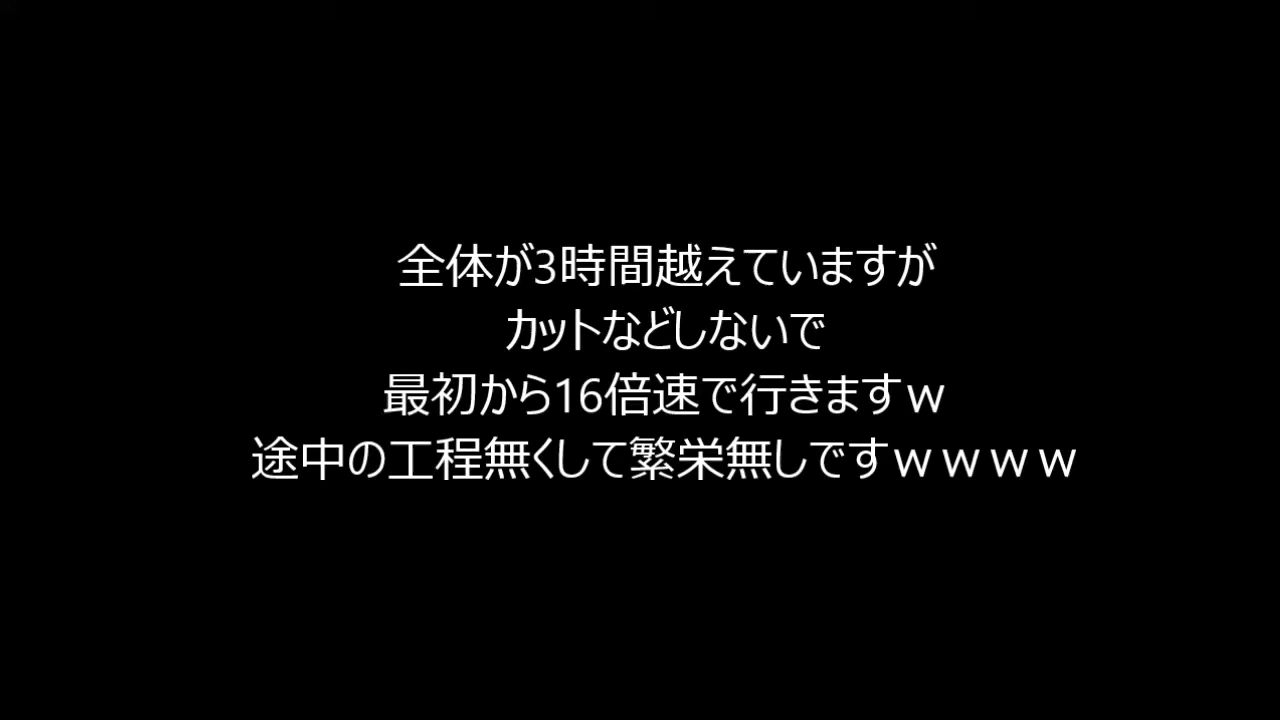 全体が3時間越えていますが
カットなどしないで
最初から16倍速で行きますｗ
途中の工程無くして繁栄無しですｗｗｗｗ